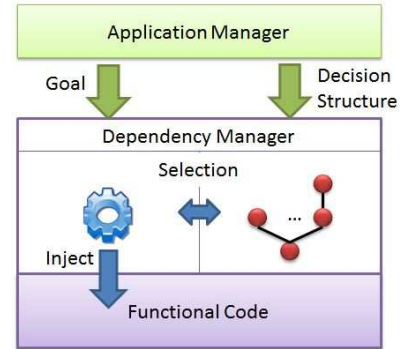 Application Manager
Goal
Decision
Structure
Dependency Manager
Selection
...
Inject
Functional Code